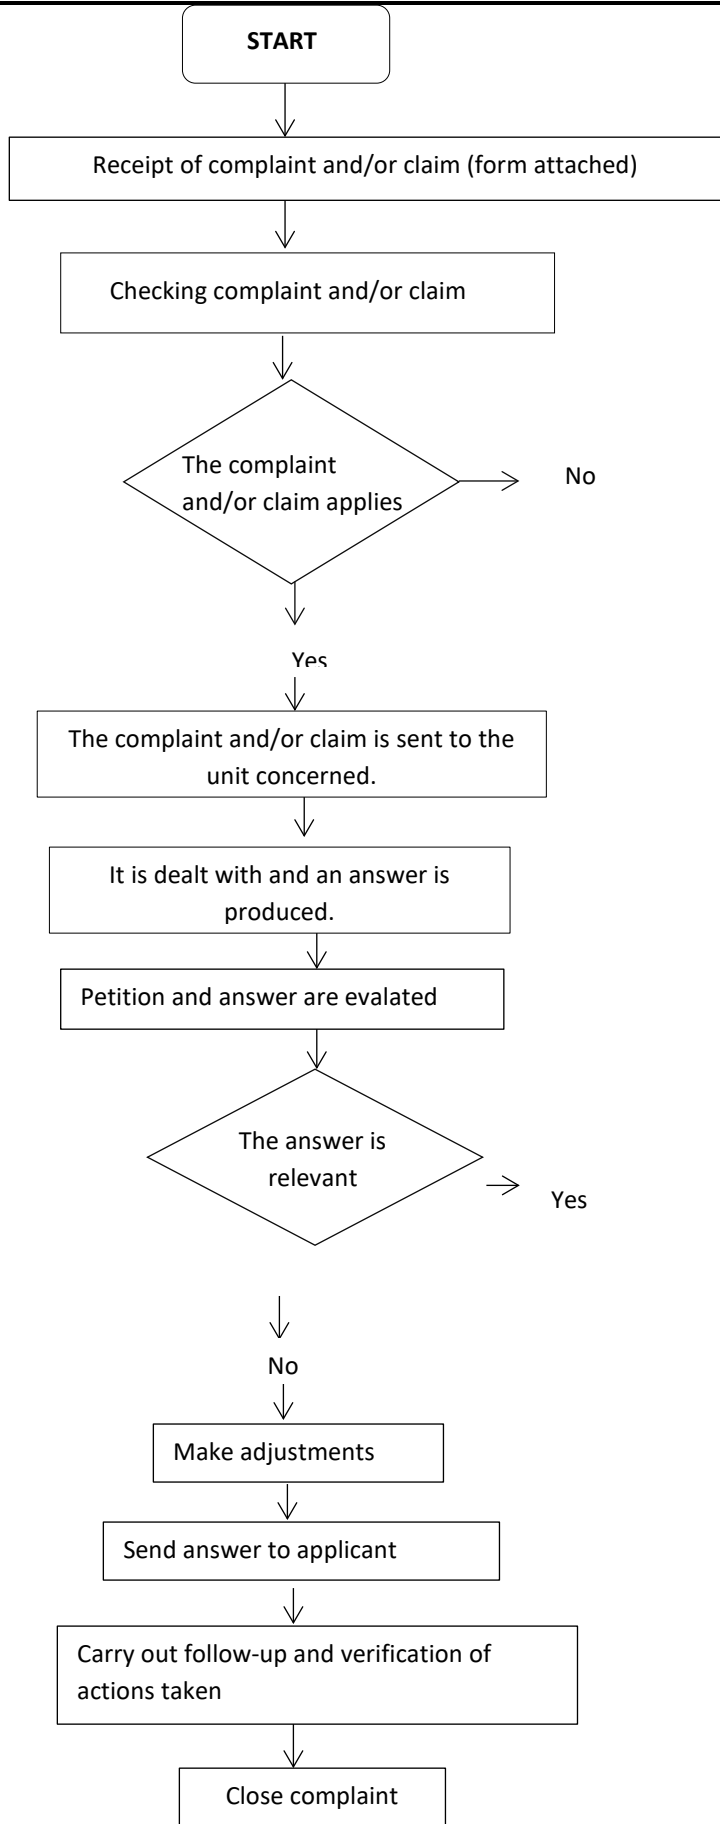 START
Receipt of complaint and/or claim (form attached)
Checking complaint and/or claim
The complaint
and/or claim applies
No
Yes
The complaint and/or claim is sent to the
unit concerned.
It is dealt with and an answer is
produced.
Petition and answer are evalated
The answer is
relevant
Yes
No
Make adjustments
Send answer to applicant
Carry out follow-up and verification of
actions taken
Close complaint